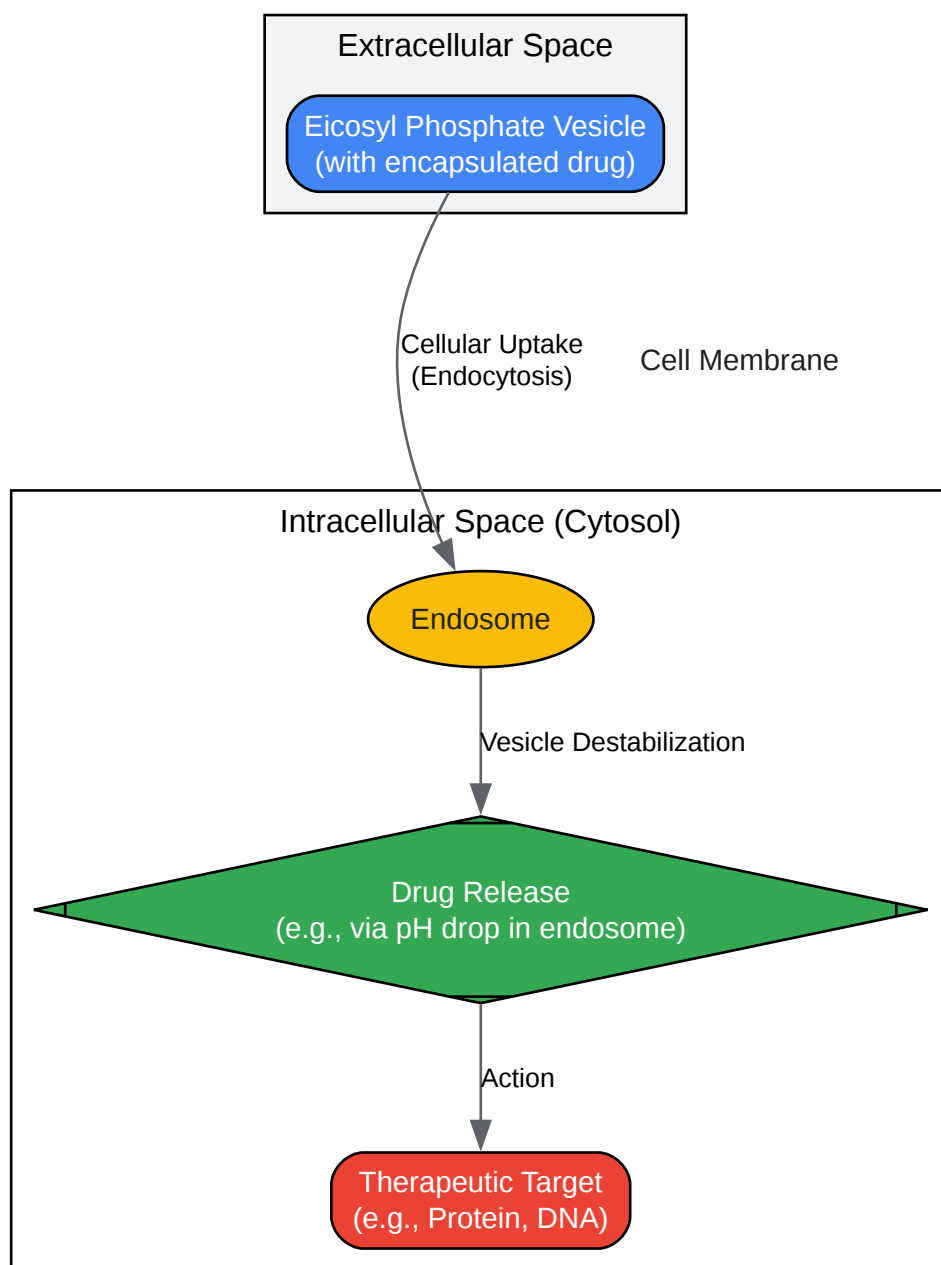 Extracellular Space
Eicosyl Phosphate Vesicle
(with encapsulated drug)
Cellular Uptake
(Endocytosis)
Cell Membrane
Intracellular Space (Cytosol)
Endosome
Vesicle Destabilization
Drug Release
(e.g., via pH drop in endosome)
Action
Therapeutic Target
(e.g., Protein, DNA)